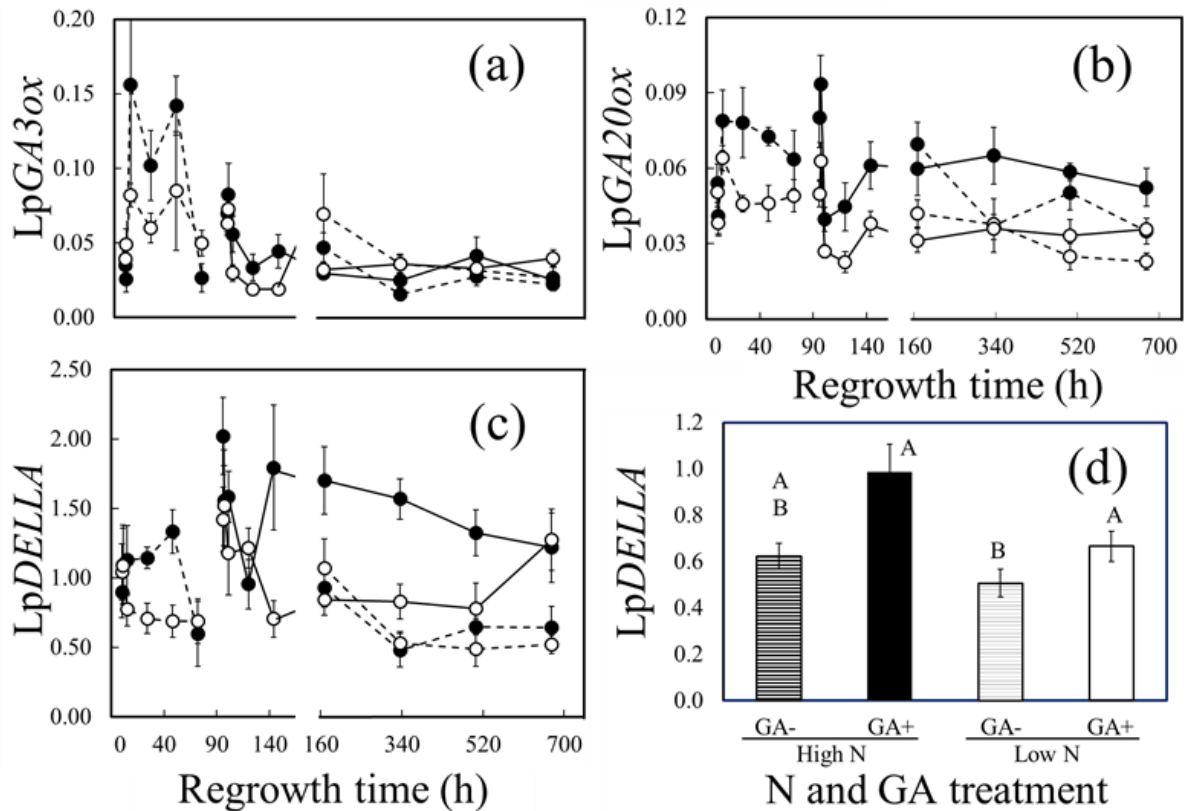 0.20
0.15
0.10
0.05
0.00
LpGA3ox
(a)
0.12
0.09
0.06
0.03
0.00
LpGA20ox
(b)
0 40 90 140 160 340 520 700
Regrowth time (h)
2.50
2.00
1.50
1.00
0.50
0.00
LpDELLA
(c)
0 40 90 140 160 340 520 700
Regrowth time (h)
1.2
1.0
0.8
0.6
0.4
0.2
0.0
LpDELLA
(d)
A
B
A
B
A
GA- GA+ GA- GA+
High N Low N
N and GA treatment